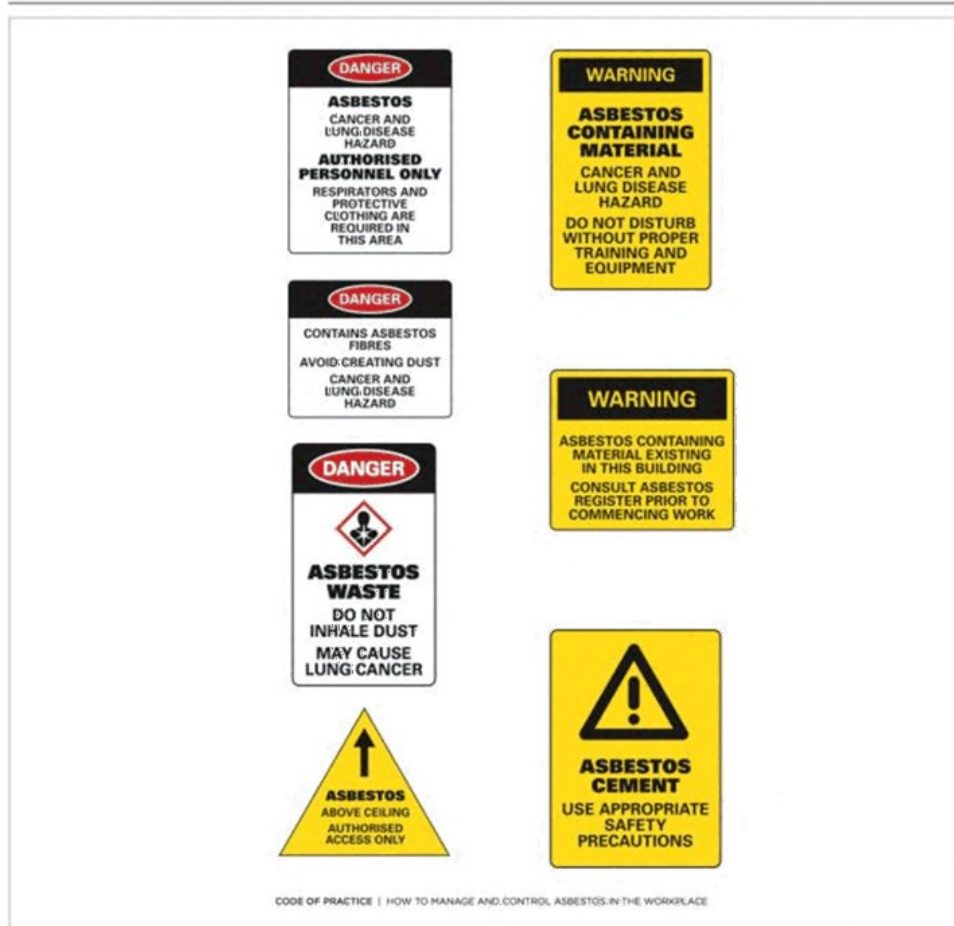 DANGER
ASBESTOS
CANCER AND
LUNG DISEASE
HAZARD
AUTHORISED
PERSONNEL ONLY
RESPIRATORS AND
PROTECTIVE
CLOTHING ARE
REQUIRED IN
THIS AREA
DANGER
CONTAINS ASBESTOS
FIBRES
AVOID CREATING DUST
CANCER AND
LUNG DISEASE
HAZARD
DANGER
ASBESTOS
WASTE
DO NOT
INHALE DUST
MAY CAUSE
LUNG CANCER
ASBESTOS
ABOVE CEILING
AUTHORISED
ACCESS ONLY
WARNING
ASBESTOS
CONTAINING
MATERIAL
CANCER AND
LUNG DISEASE
HAZARD
DO NOT DISTURB
WITHOUT PROPER
TRAINING AND
EQUIPMENT
WARNING
ASBESTOS CONTAINING
MATERIAL EXISTING
IN THIS BUILDING
CONSULT ASBESTOS
REGISTER PRIOR TO
COMMENCING WORK
ASBESTOS
CEMENT
USE APPROPRIATE
SAFETY
PRECAUTIONS
CODE OF PRACTICE | HOW TO MANAGE AND CONTROL ASBESTOS IN THE WORKPLACE